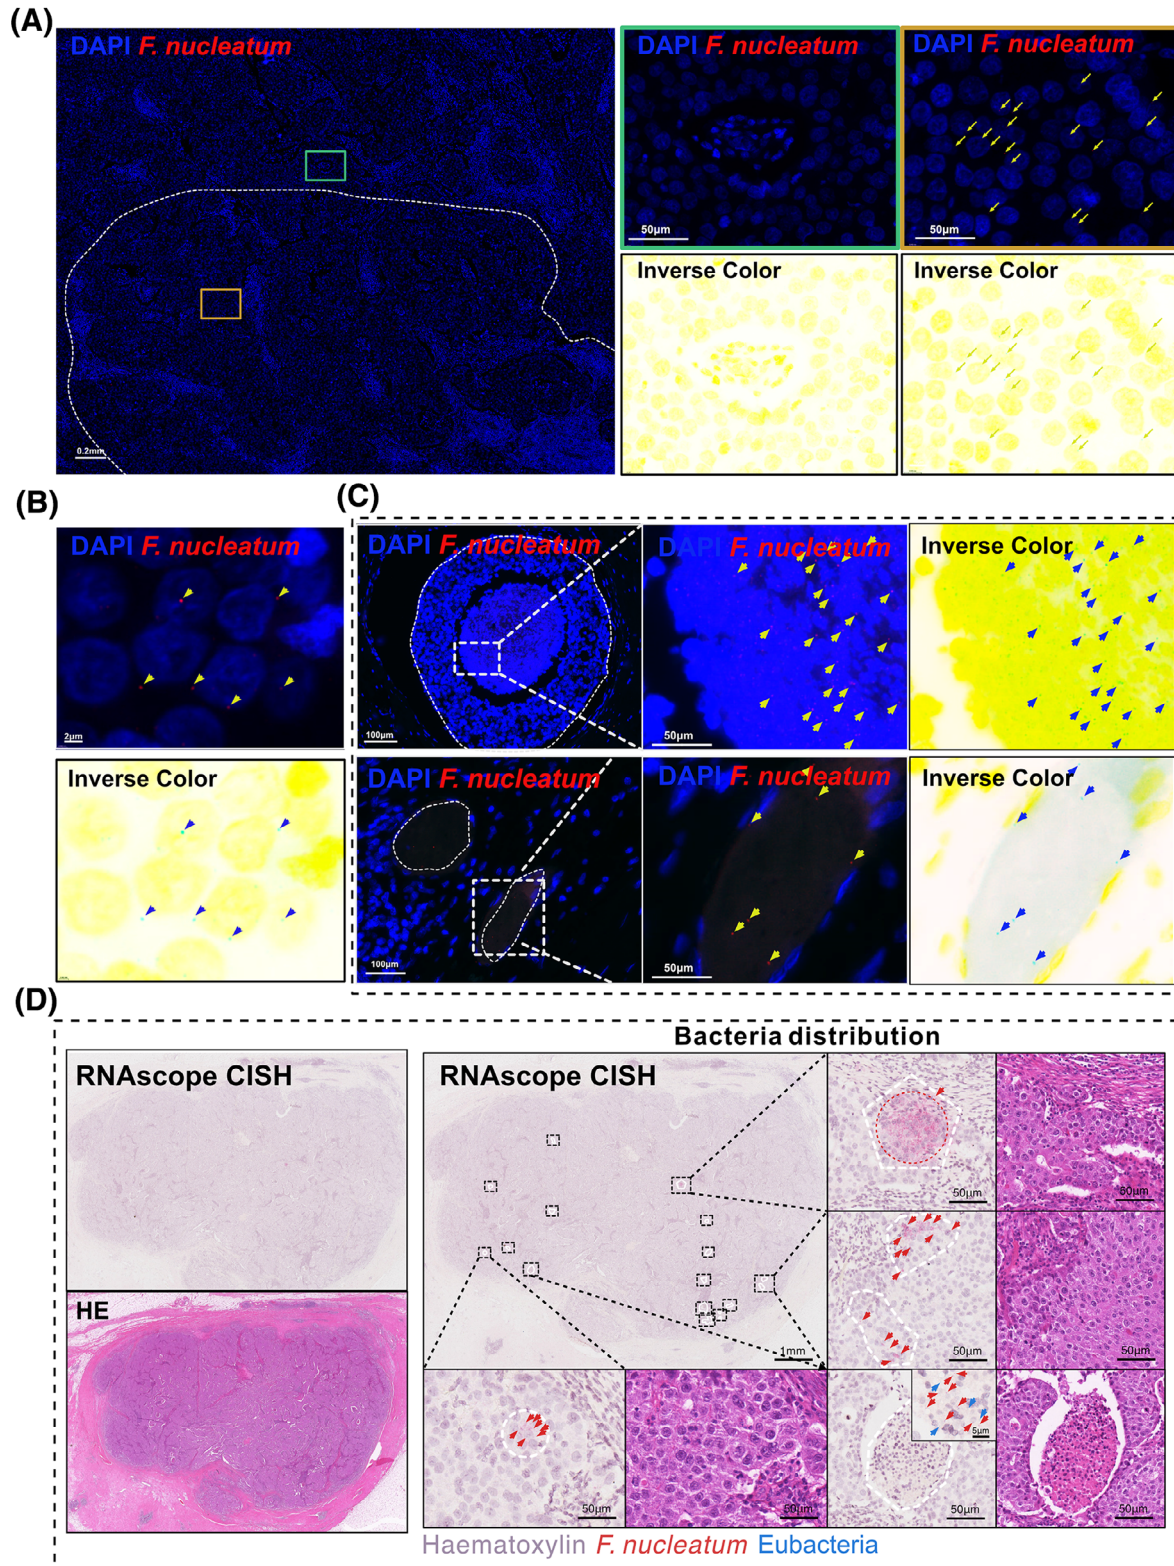 (A)
DAPI F. nucleatum
0.2mm
DAPI F. nucleatum
50µm
DAPI F. nucleatum
50µm
Inverse Color
Inverse Color
(B)
DAPI F. nucleatum
2µm
Inverse Color
(C)
DAPI F. nucleatum
100µm
DAPI F. nucleatum
50µm
Inverse Color
DAPI F. nucleatum
100µm
DAPI F. nucleatum
50µm
Inverse Color
(D)
Bacteria distribution
RNAscope CISH
HE
RNAscope CISH
1mm
50µm
50µm
50µm
50µm
50µm
50µm
5µm
50µm
50µm
Haematoxylin F. nucleatum Eubacteria